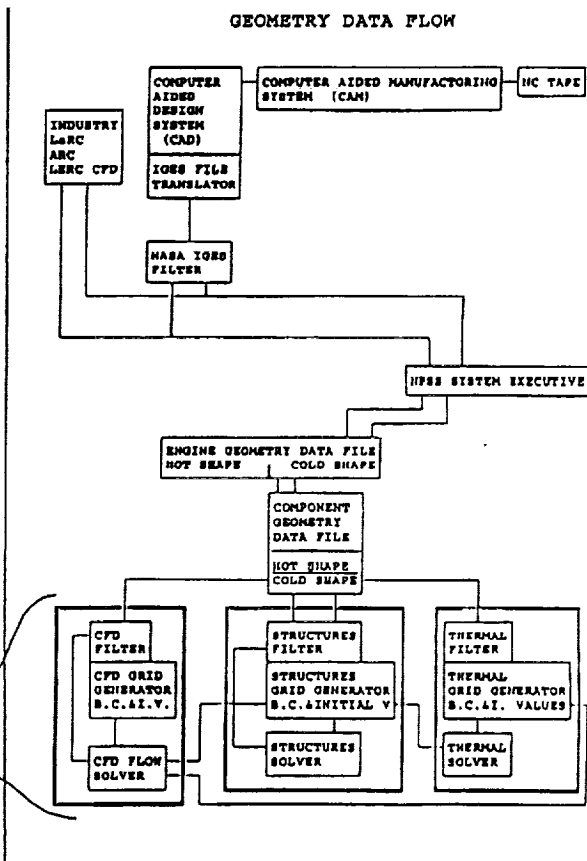 GEOMETRY DATA FLOW
COMPUTER
AIDED
DESIGN
SYSTEM
(CAD)
IGES FILE
TRANSLATOR
COMPUTER AIDED MANUFACTORING
SYSTEM (CAM)
NC TAPE
INDUSTRY
LaRC
ARC
LERC CFD
NASA IGES
FILTER
NPSS SYSTEM EXECUTIVE
ENGINE GEOMETRY DATA FILE
HOT SHAPE COLD SHAPE
COMPONENT
GEOMETRY
DATA FILE
HOT SHAPE
COLD SHAPE
CFD
FILTER
CFD GRID
GENERATOR
B.C.&I.V.
CFD FLOW
SOLVER
STRUCTURES
FILTER
STRUCTURES
GRID GENERATOR
B.C.&INITIAL V
STRUCTURES
SOLVER
THERMAL
FILTER
THERMAL
GRID GENERATOR
B.C.&I. VALUES
THERMAL
SOLVER